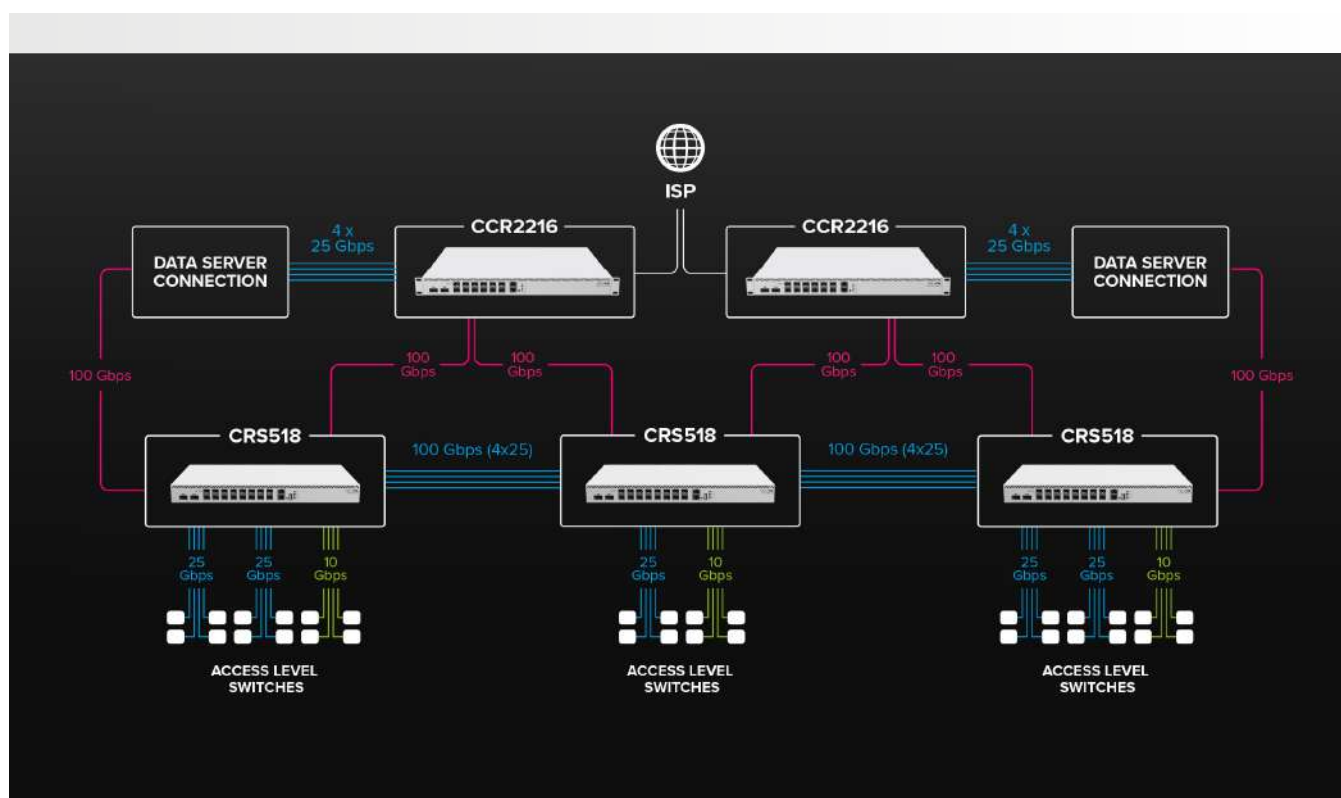 ISP
CCR2216
CCR2216
4 x
25 Gbps
4 x
25 Gbps
DATA SERVER
CONNECTION
DATA SERVER
CONNECTION
100
Gbps
100
Gbps
100
Gbps
100
Gbps
100 Gbps
100 Gbps
CRS518
CRS518
CRS518
100 Gbps (4x25)
100 Gbps (4x25)
25
Gbps
25
Gbps
10
Gbps
25
Gbps
10
Gbps
25
Gbps
25
Gbps
10
Gbps
ACCESS LEVEL
SWITCHES
ACCESS LEVEL
SWITCHES
ACCESS LEVEL
SWITCHES